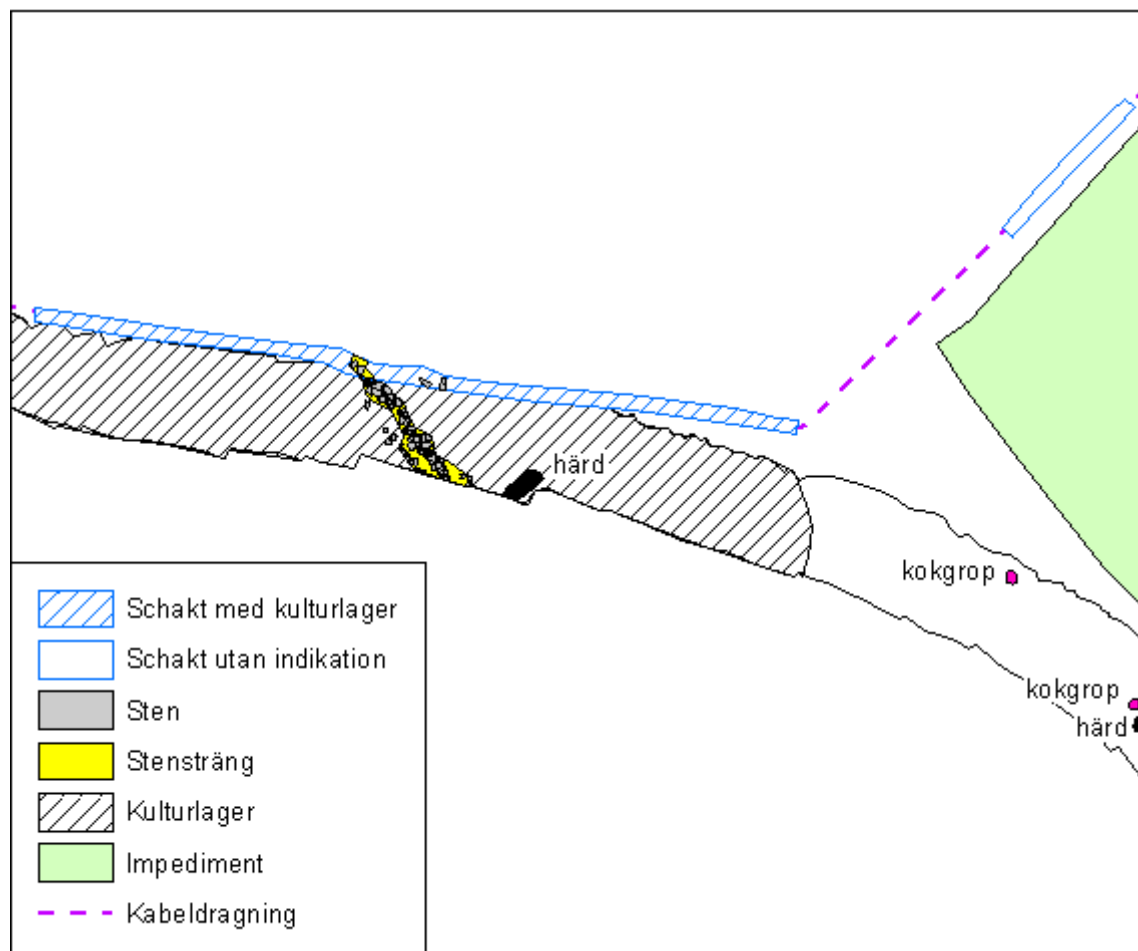 härd
kokgrop
kokgrop
härd
Schakt med kulturlager
Schakt utan indikation
Sten
Stensträng
Kulturlager
Impediment
Kabeldragning